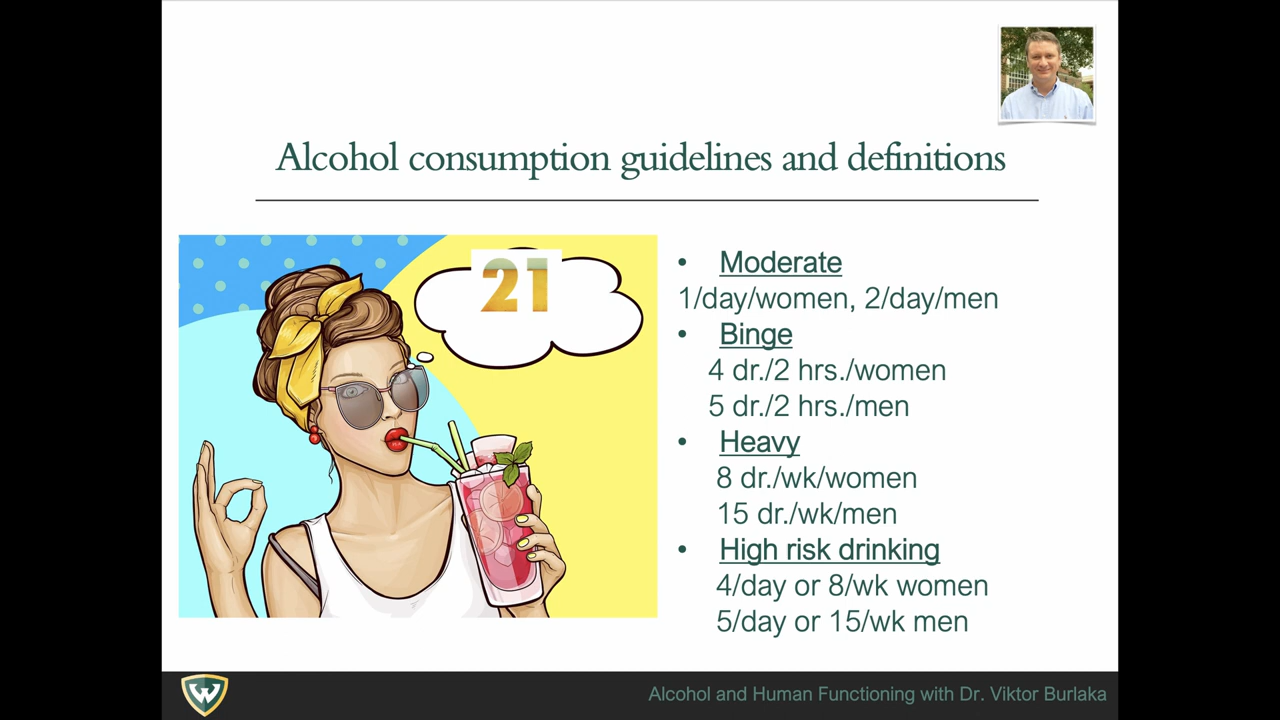 Alcohol consumption guidelines and definitions
21
• Moderate
1/day/women, 2/day/men
• Binge
4 dr./2 hrs./women
5 dr./2 hrs./men
• Heavy
8 dr./wk/women
15 dr./wk/men
• High risk drinking
4/day or 8/wk women
5/day or 15/wk men
W
Alcohol and Human Functioning with Dr. Viktor Burlaka